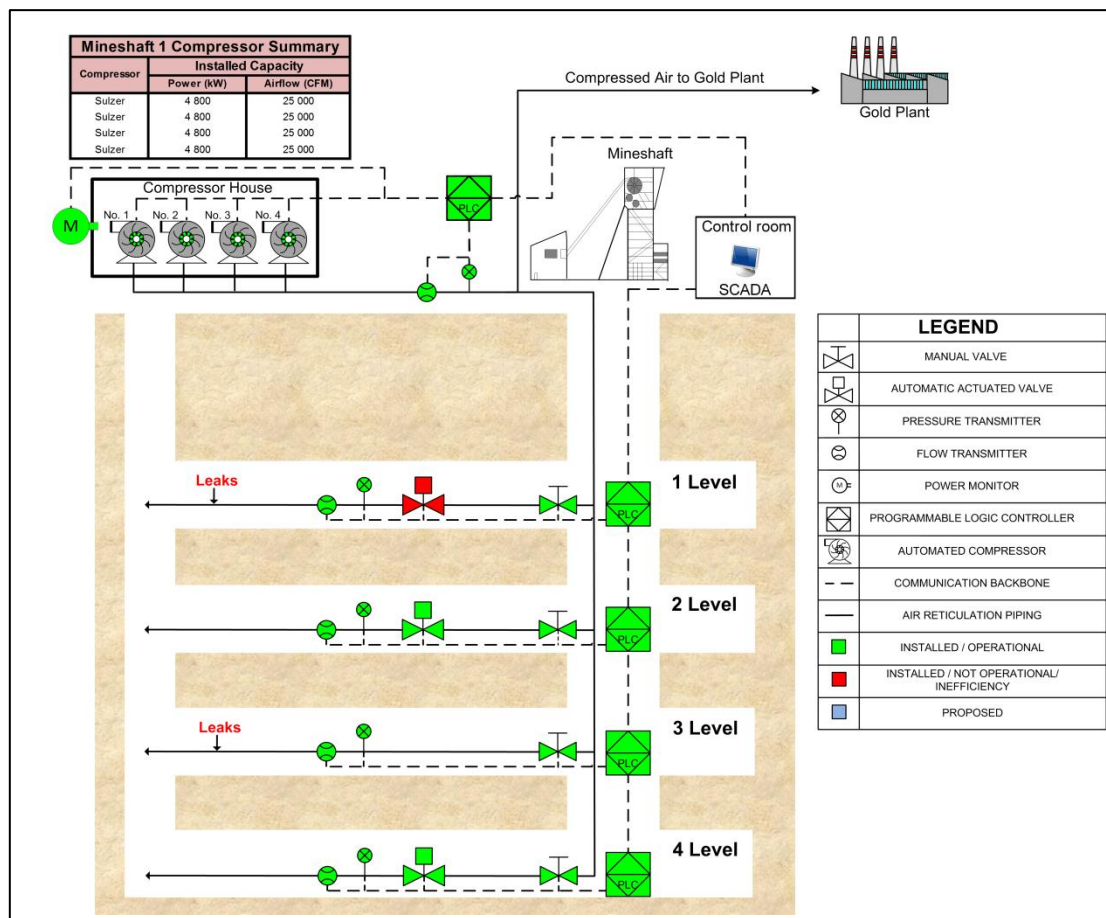 Mineshaft 1 Compressor Summary
Compressor
Installed Capacity
Power (kW)
Airflow (CFM)
Sulzer 4 800 25 000
Sulzer 4 800 25 000
Sulzer 4 800 25 000
Sulzer 4 800 25 000
Compressed Air to Gold Plant
Gold Plant
Mineshaft
Compressor House
M
No. 1
No. 2
No. 3
No. 4
PLC
Control room
SCADA
Leaks
1 Level
PLC
2 Level
PLC
Leaks
3 Level
PLC
4 Level
PLC
LEGEND
MANUAL VALVE
AUTOMATIC ACTUATED VALVE
PRESSURE TRANSMITTER
FLOW TRANSMITTER
M
POWER MONITOR
PROGRAMMABLE LOGIC CONTROLLER
AUTOMATED COMPRESSOR
COMMUNICATION BACKBONE
AIR RETICULATION PIPING
INSTALLED / OPERATIONAL
INSTALLED / NOT OPERATIONAL/
INEFFICIENCY
PROPOSED